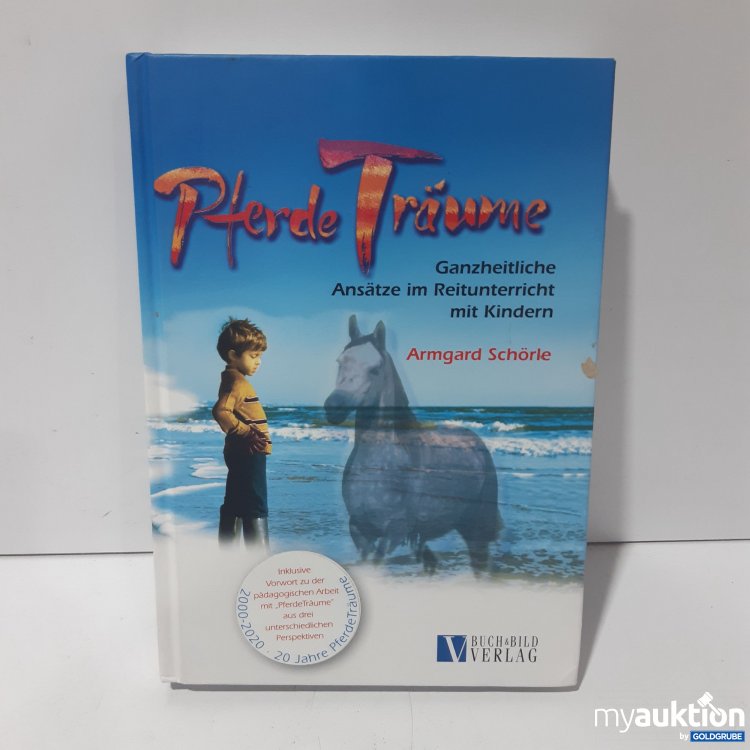 PferdeTräume
Ganzheitliche
Ansätze im Reitunterricht
mit Kindern
Armgard Schörle
Inklusive
Vorwort zu der
pädagogischen Arbeit
mit „PferdeTräume"
aus drei
unterschiedlichen
Perspektiven
2000-2020 · 20 Jahre PferdeTräume
V BUCH&BILD
VERLAG
myauktion
by GOLDGRUBE